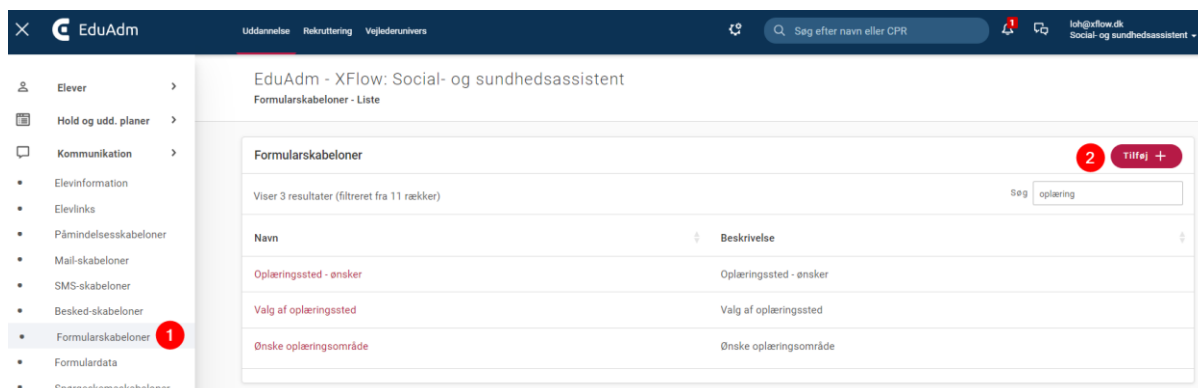 EduAdm
Uddannelse Rekruttering Vejlederunivers
Søg efter navn eller CPR
1
loh@xflow.dk
Social- og sundhedsassistent
Elever
Hold og udd. planer
Kommunikation
Elevinformation
Elevlinks
Påmindelsesskabeloner
Mail-skabeloner
SMS-skabeloner
Besked-skabeloner
Formularskabeloner 1
Formulardata
EduAdm - XFlow: Social- og sundhedsassistent
Formularskabeloner - Liste
Formularskabeloner
2 Tilføj +
Viser 3 resultater (filtreret fra 11 rækker)
Søg oplæring
Navn Beskrivelse
Oplæringssted - ønsker Oplæringssted - ønsker
Valg af oplæringssted Valg af oplæringssted
Ønske oplæringsområde Ønske oplæringsområde